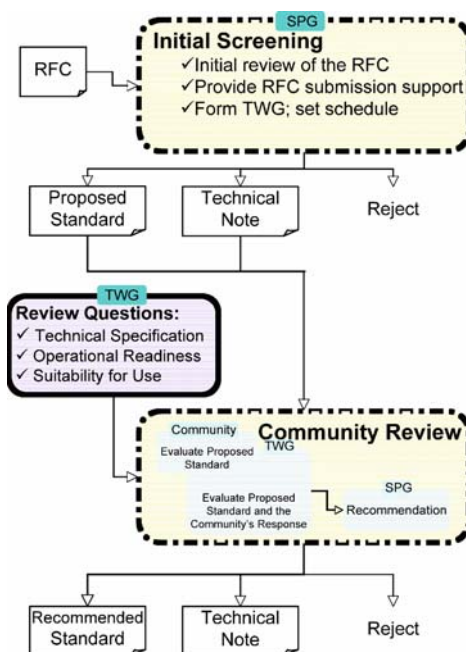 SPG
Initial Screening
RFC
✓Initial review of the RFC
✓Provide RFC submission support
✓Form TWG; set schedule
Proposed
Standard
Technical
Note
Reject
TWG
Review Questions:
✓ Technical Specification
✓ Operational Readiness
✓ Suitability for Use
Community Review
Community
Evaluate Proposed
Standard
TWG
Evaluate Proposed
Standard and the
Community's Response
SPG
Recommendation
Recommended
Standard
Technical
Note
Reject